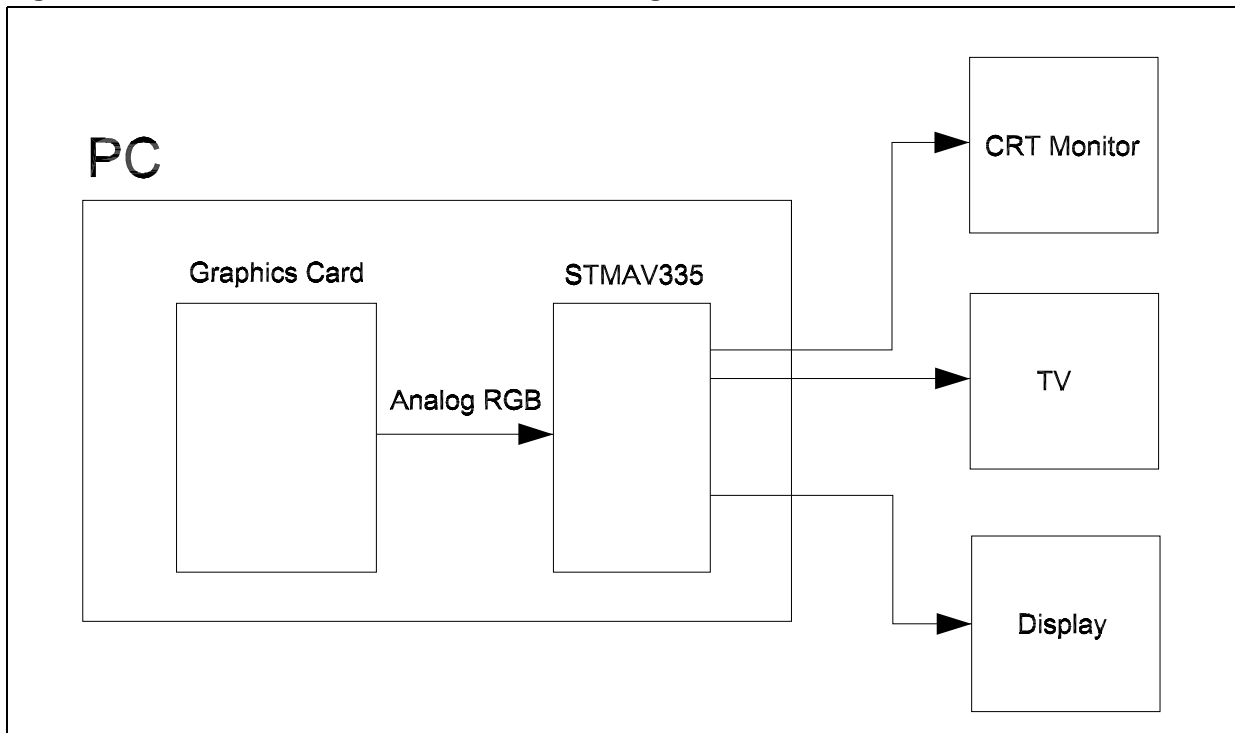 PC
Graphics Card
STMAV335
Analog RGB
CRT Monitor
TV
Display